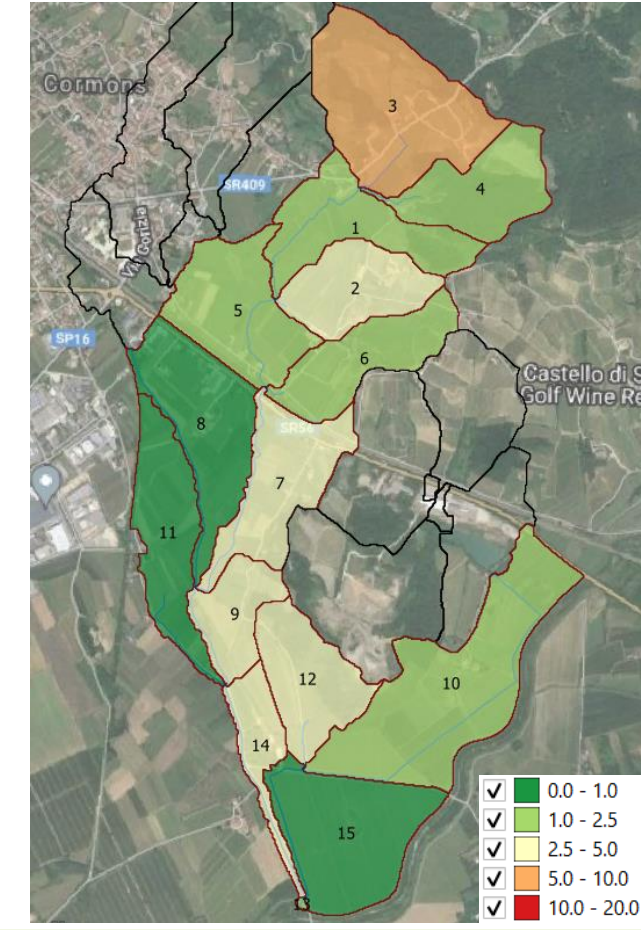 Cormons
3
4
SR409
1
Via Gorizia
2
5
SP16
6
Castello di S
Golf Wine Re
8
SR56
7
11
9
12
10
14
15
13
0.0 - 1.0
1.0 - 2.5
2.5 - 5.0
5.0 - 10.0
10.0 - 20.0